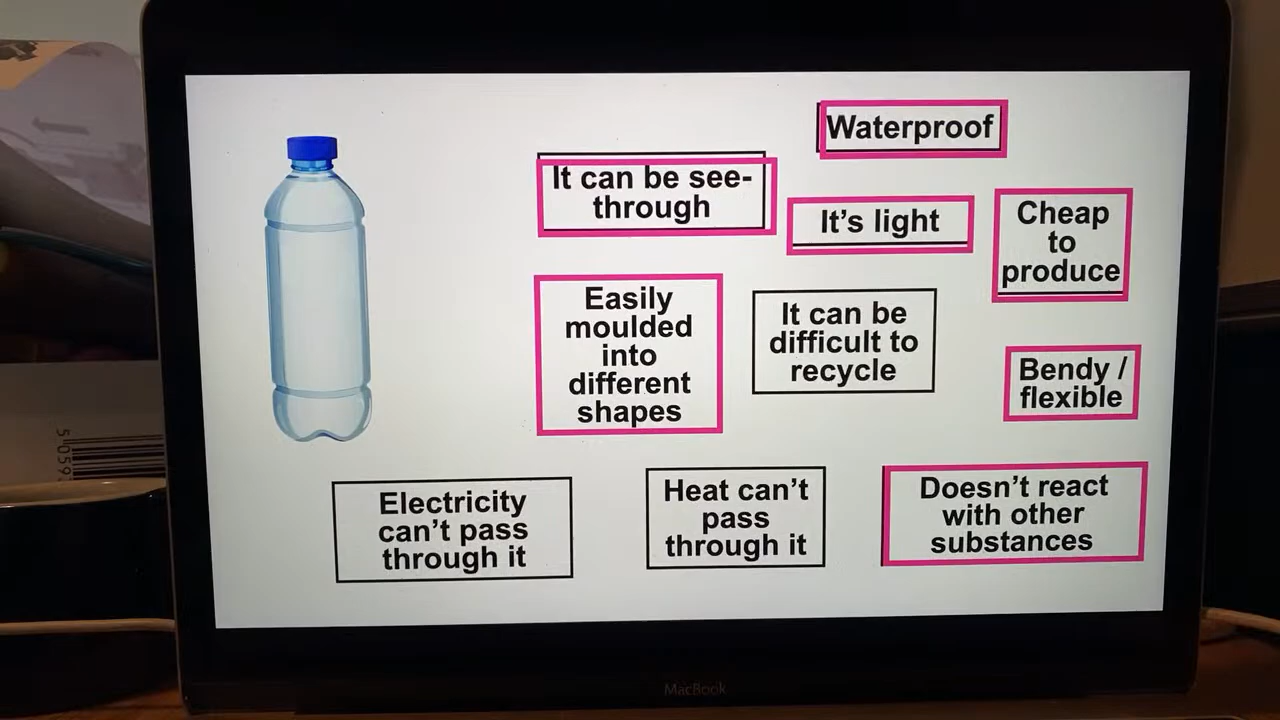 Waterproof
It can be see-
through
It's light
Cheap
to
produce
Easily
moulded
into
different
shapes
It can be
difficult to
recycle
Bendy /
flexible
Electricity
can't pass
through it
Heat can't
pass
through it
Doesn't react
with other
substances
MacBook